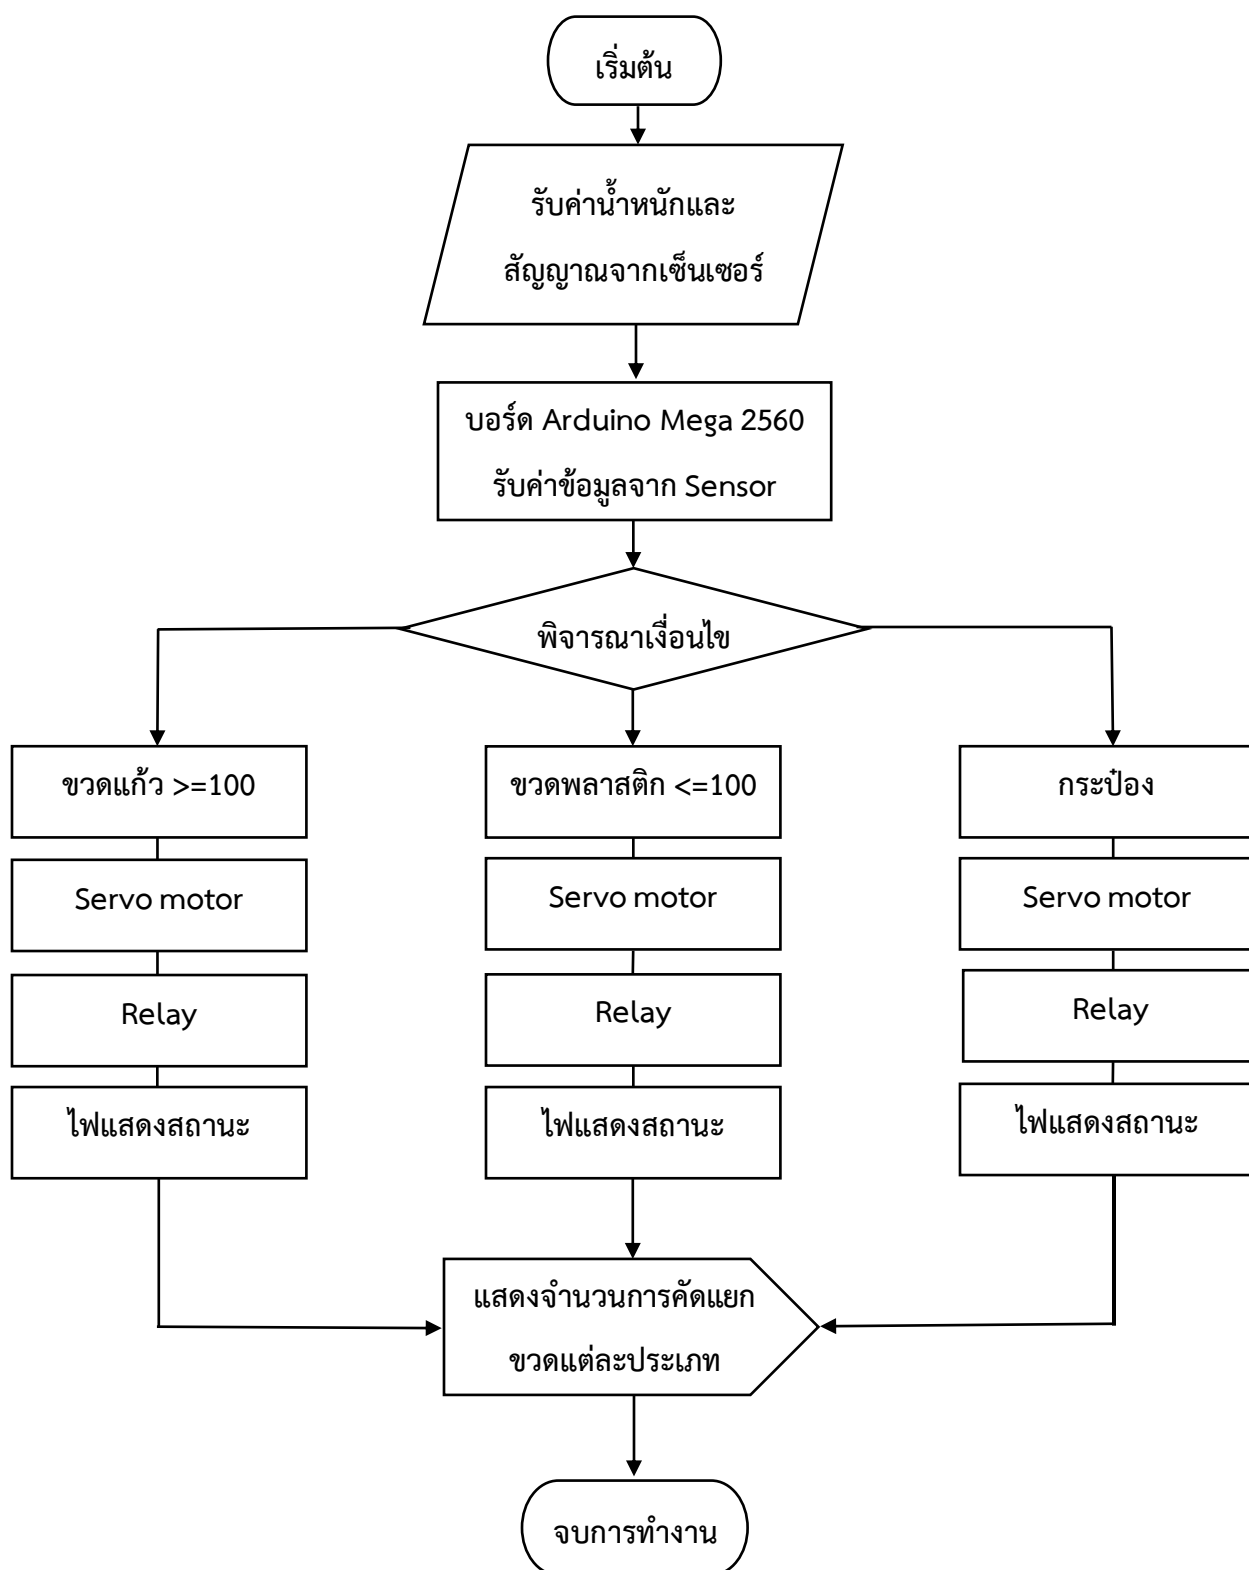 เริ่มต้น
รับค่าน้ำหนักและ
สัญญาณจากเซ็นเซอร์
บอร์ด Arduino Mega 2560
รับค่าข้อมูลจาก Sensor
พิจารณาเงื่อนไข
ขวดแก้ว >=100
ขวดพลาสติก <=100
กระป๋อง
Servo motor
Servo motor
Servo motor
Relay
Relay
Relay
ไฟแสดงสถานะ
ไฟแสดงสถานะ
ไฟแสดงสถานะ
แสดงจำนวนการคัดแยก
ขวดแต่ละประเภท
จบการทำงาน